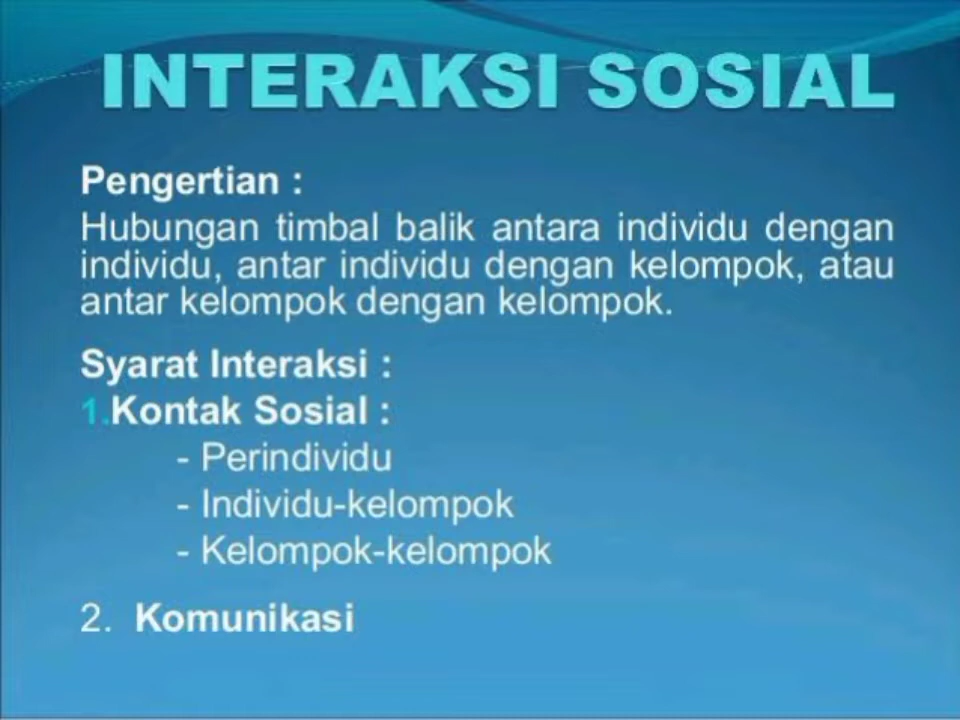 INTERAKSI SOSIAL
Pengertian :
Hubungan timbal balik antara individu dengan
individu, antar individu dengan kelompok, atau
antar kelompok dengan kelompok.
Syarat Interaksi :
1.Kontak Sosial :
- Perindividu
- Individu-kelompok
- Kelompok-kelompok
2. Komunikasi